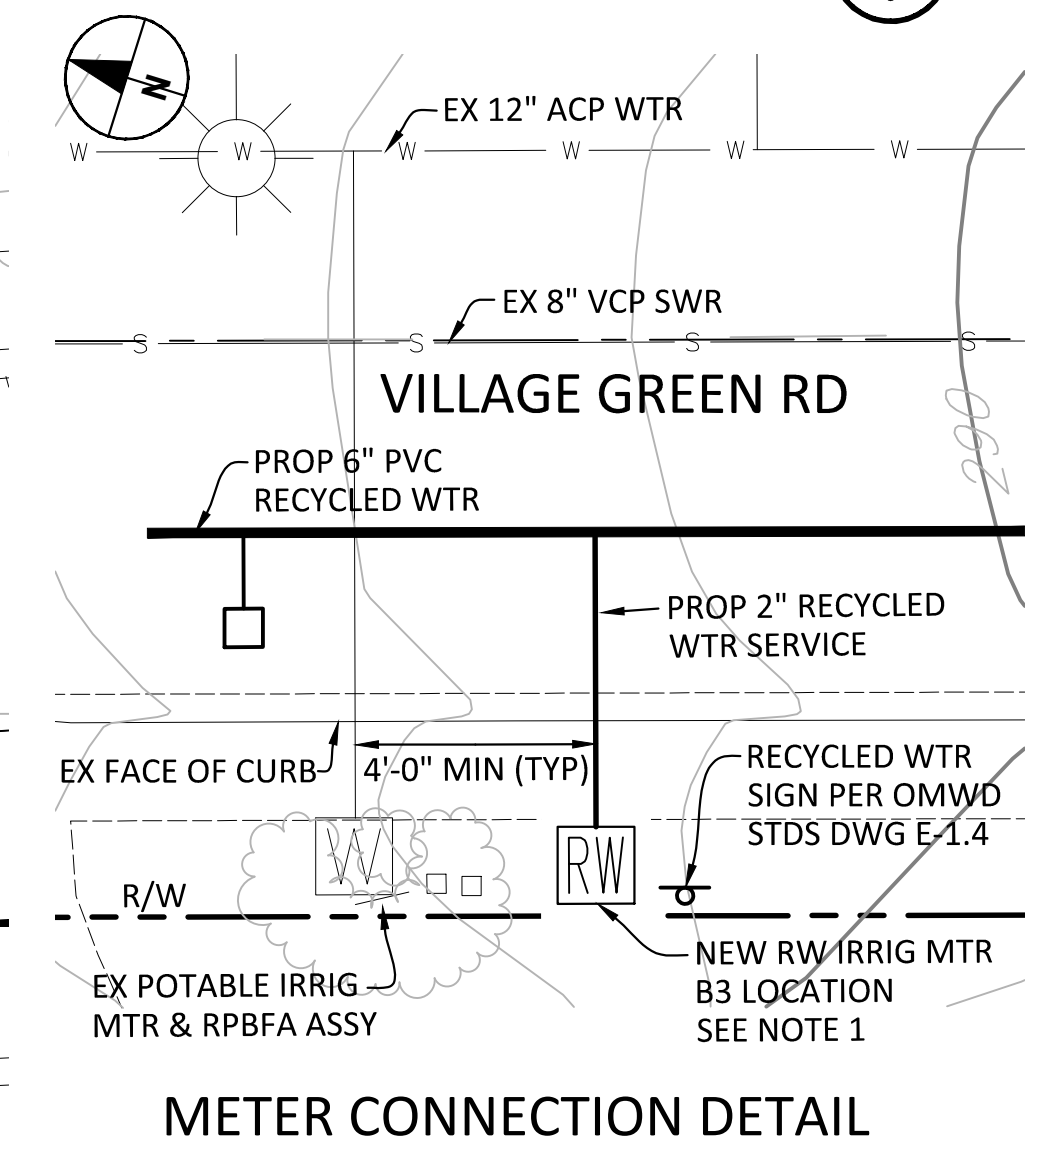 N
EX 12" ACP WTR
W W W W W
EX 8" VCP SWR
S S S S
VILLAGE GREEN RD
290
PROP 6" PVC
RECYCLED WTR
PROP 2" RECYCLED
WTR SERVICE
EX FACE OF CURB
4'-0" MIN (TYP)
RECYCLED WTR
SIGN PER OMWD
STDS DWG E-1.4
W
RW
R/W
EX POTABLE IRRIG
MTR & RPBFA ASSY
NEW RW IRRIG MTR
B3 LOCATION
SEE NOTE 1
METER CONNECTION DETAIL